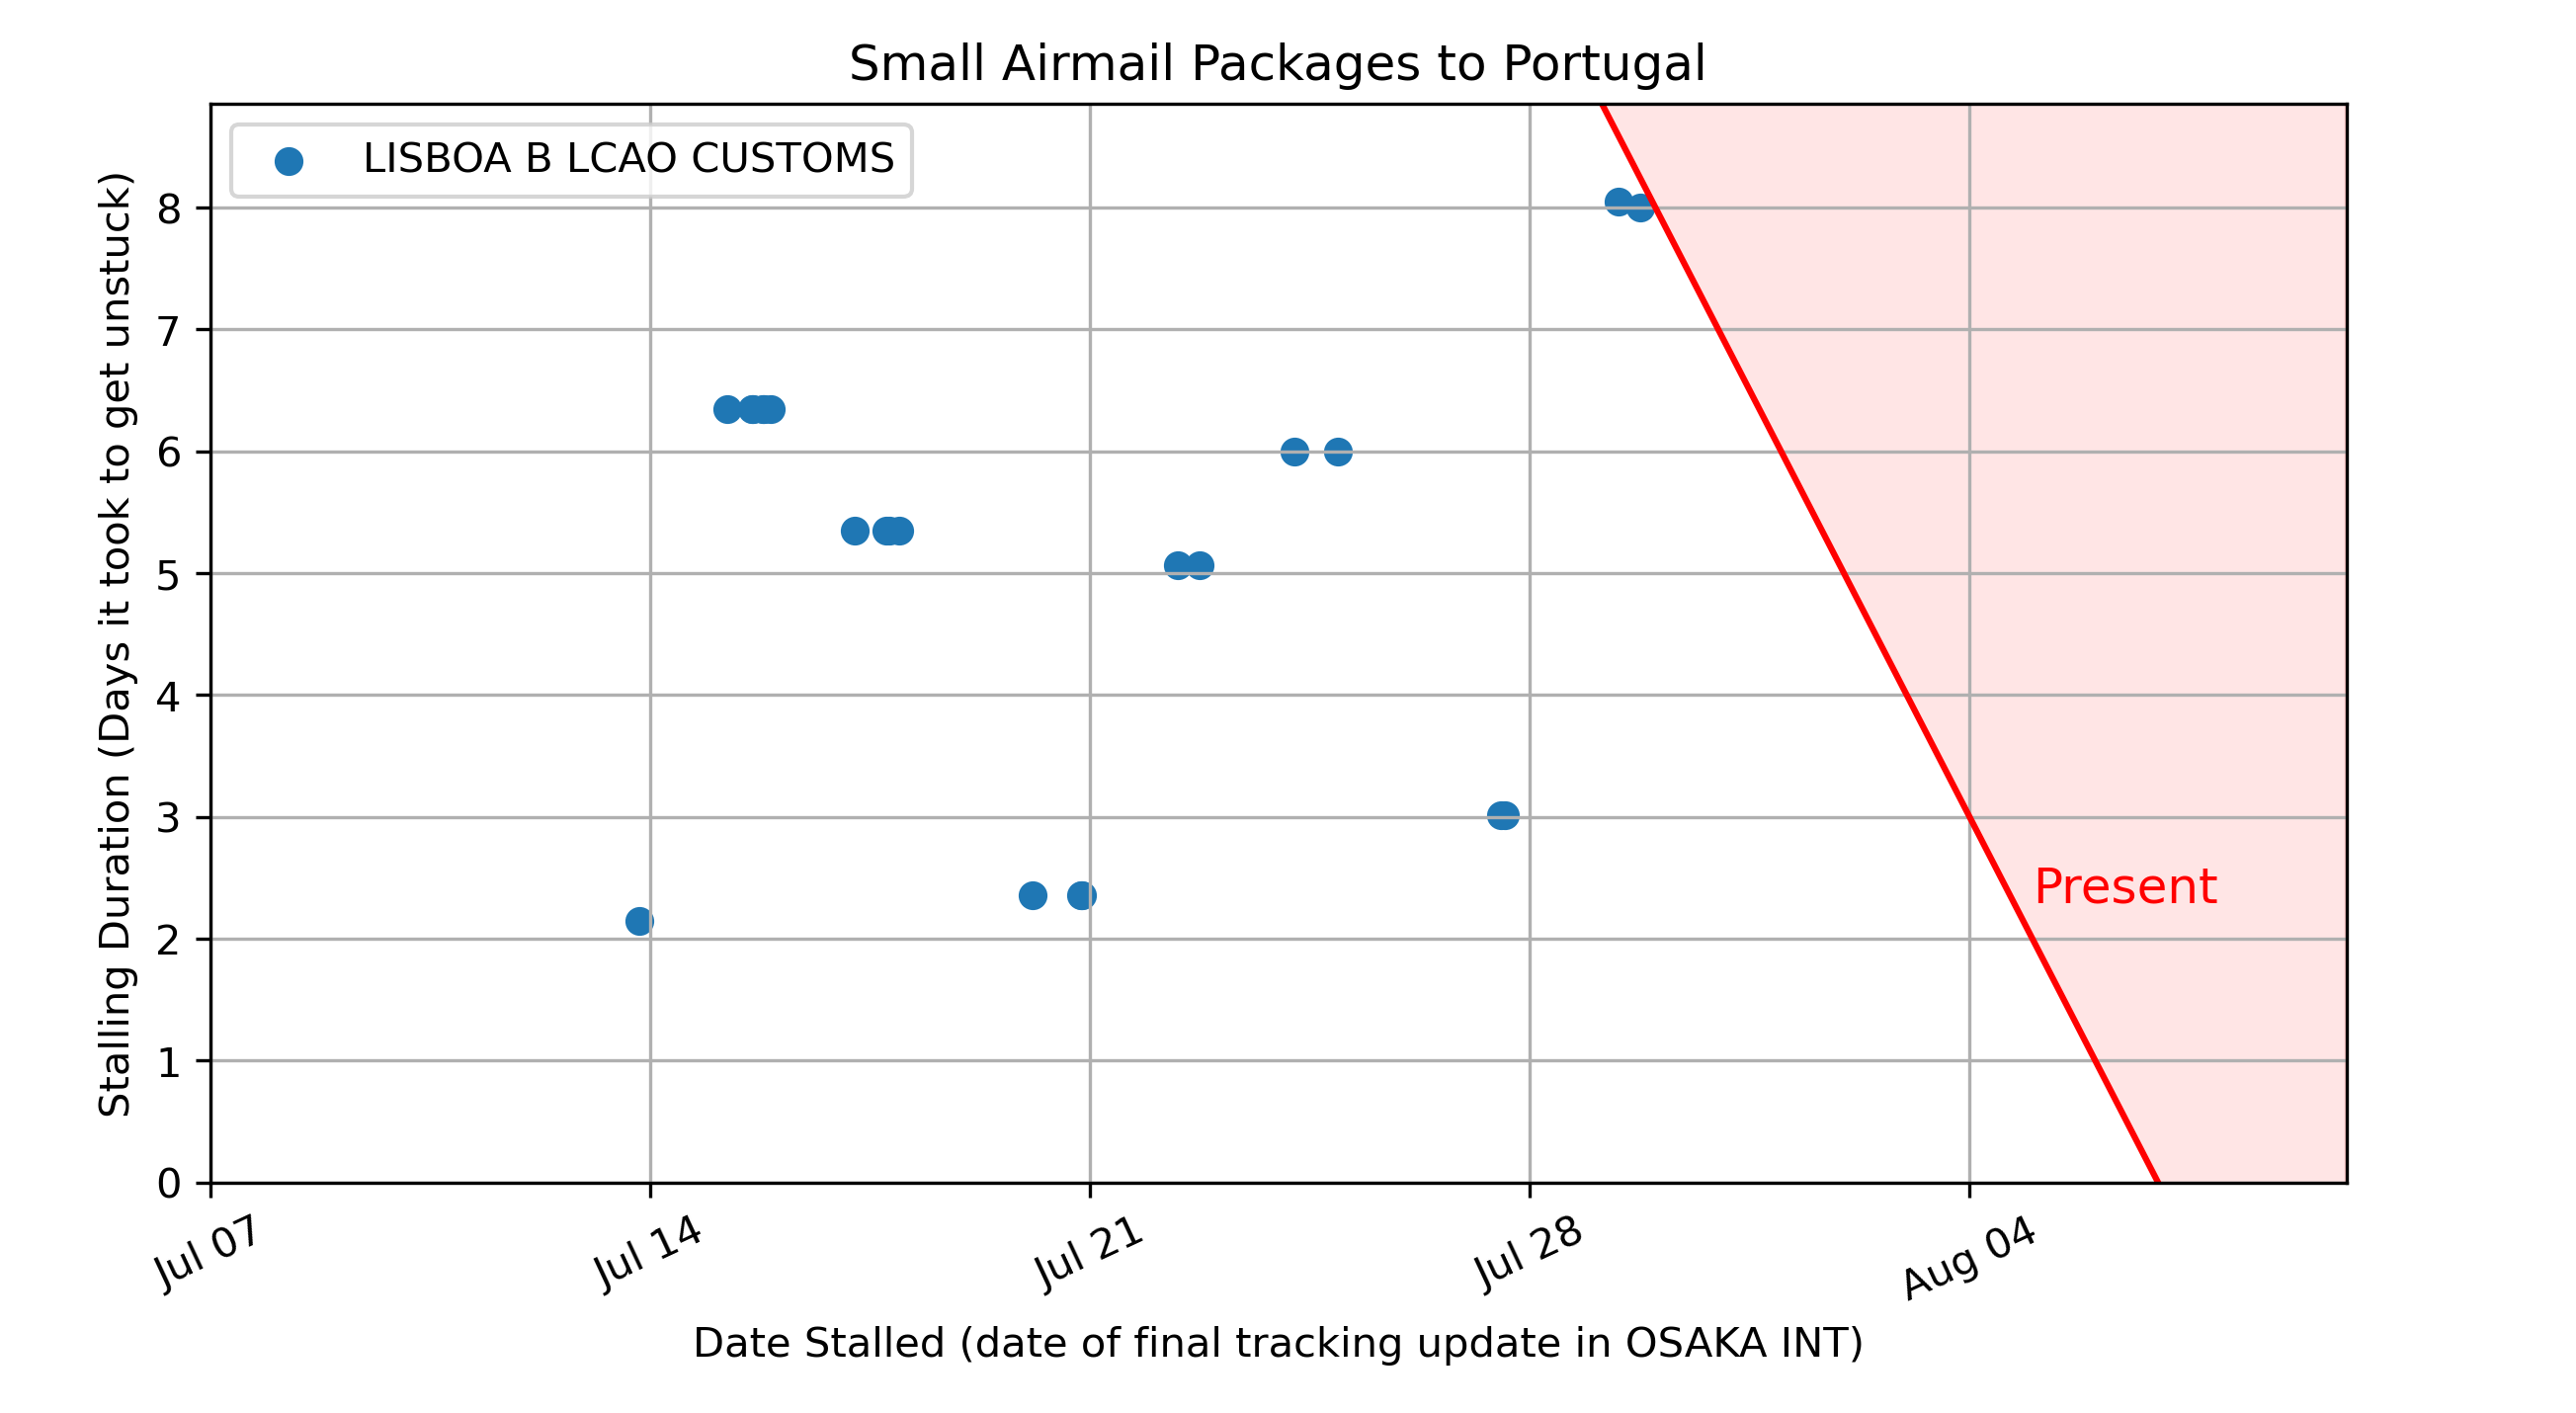 Small Airmail Packages to Portugal
LISBOA B LCAO CUSTOMS
Stalling Duration (Days it took to get unstuck)
8
7
6
5
4
3
2
1
0
Present
Jul 07
Jul 14
Jul 21
Jul 28
Aug 04
Date Stalled (date of final tracking update in OSAKA INT)